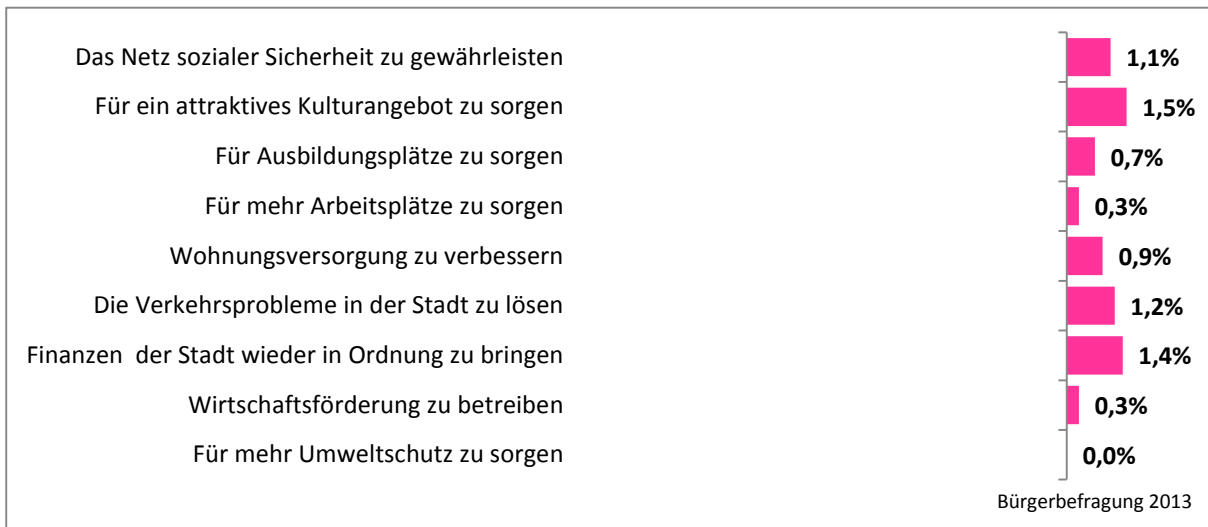 Das Netz sozialer Sicherheit zu gewährleisten 1,1%
Für ein attraktives Kulturangebot zu sorgen 1,5%
Für Ausbildungsplätze zu sorgen 0,7%
Für mehr Arbeitsplätze zu sorgen 0,3%
Wohnungsversorgung zu verbessern 0,9%
Die Verkehrsprobleme in der Stadt zu lösen 1,2%
Finanzen  der Stadt wieder in Ordnung zu bringen 1,4%
Wirtschaftsförderung zu betreiben 0,3%
Für mehr Umweltschutz zu sorgen 0,0%
Bürgerbefragung 2013